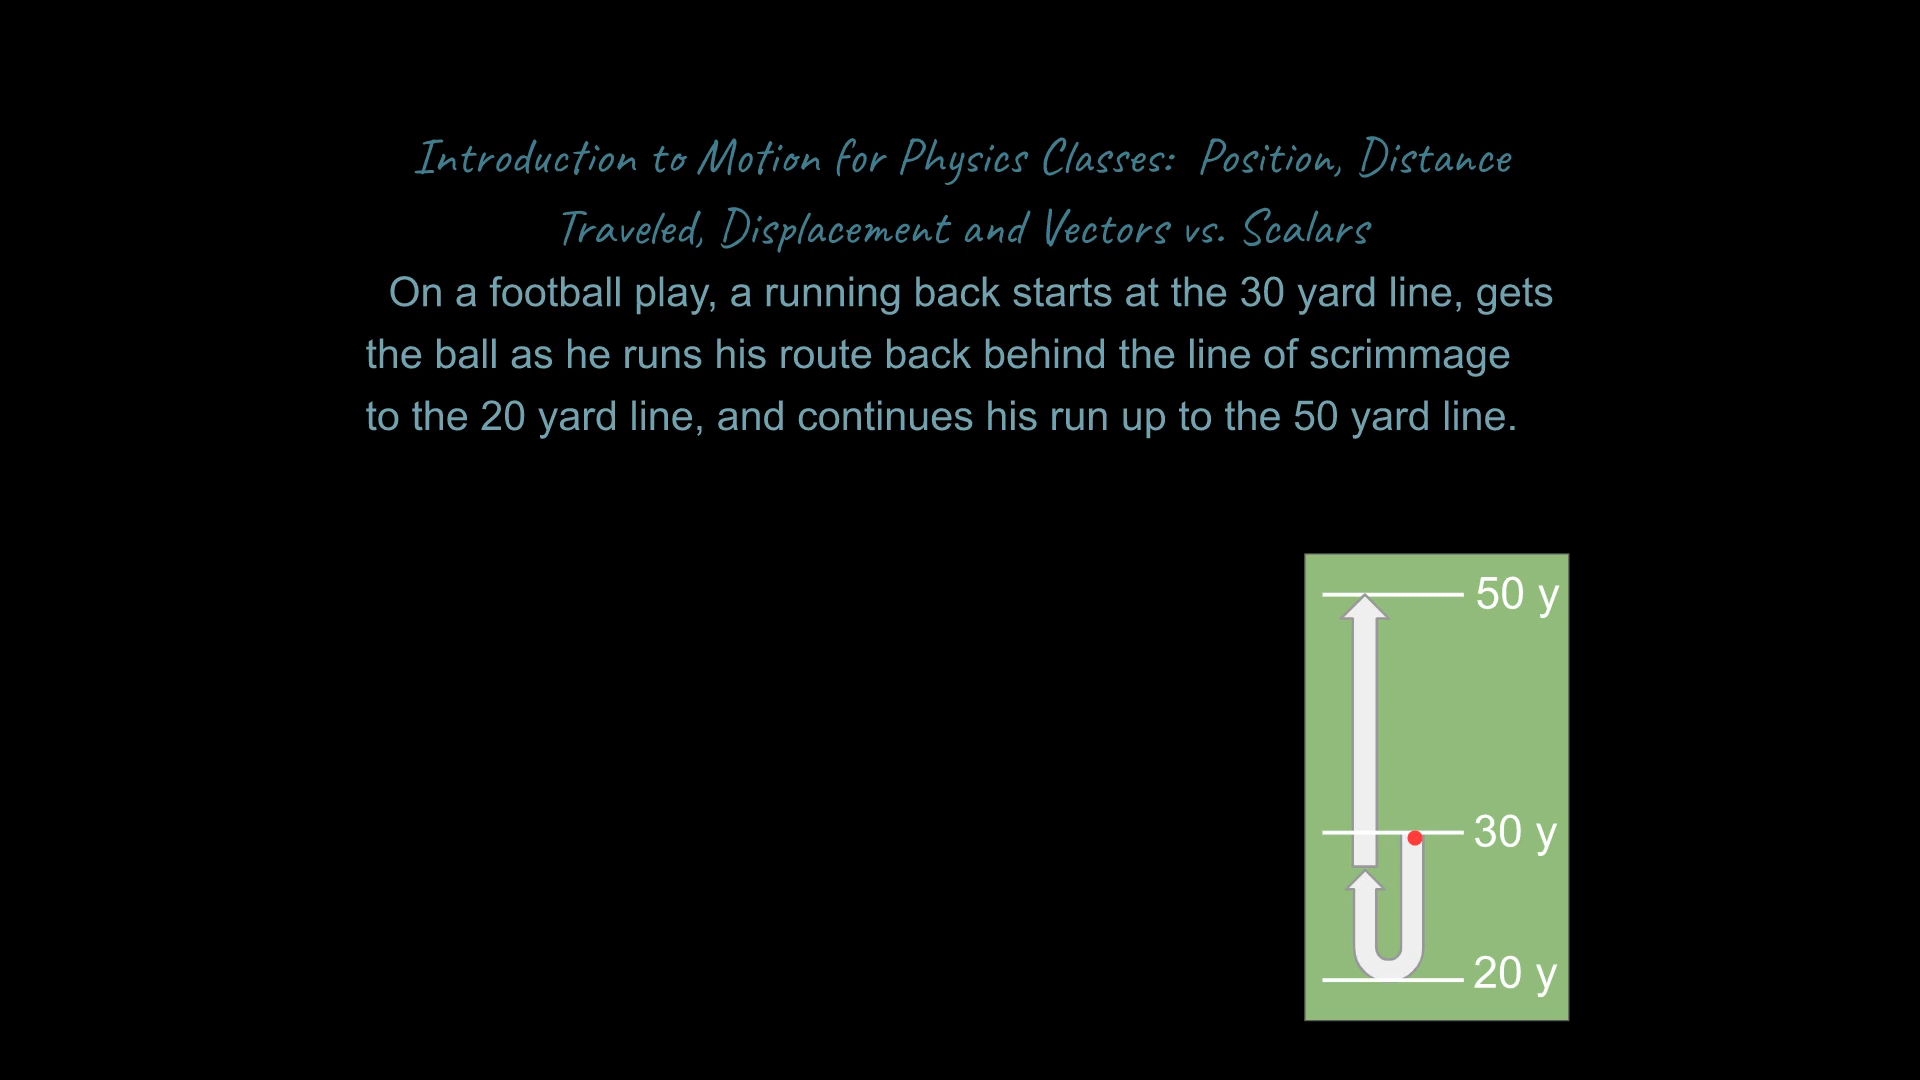 Introduction to Motion for Physics Classes: Position, Distance
Traveled, Displacement and Vectors vs. Scalars
On a football play, a running back starts at the 30 yard line, gets
the ball as he runs his route back behind the line of scrimmage
to the 20 yard line, and continues his run up to the 50 yard line.
50 y
30 y
20 y